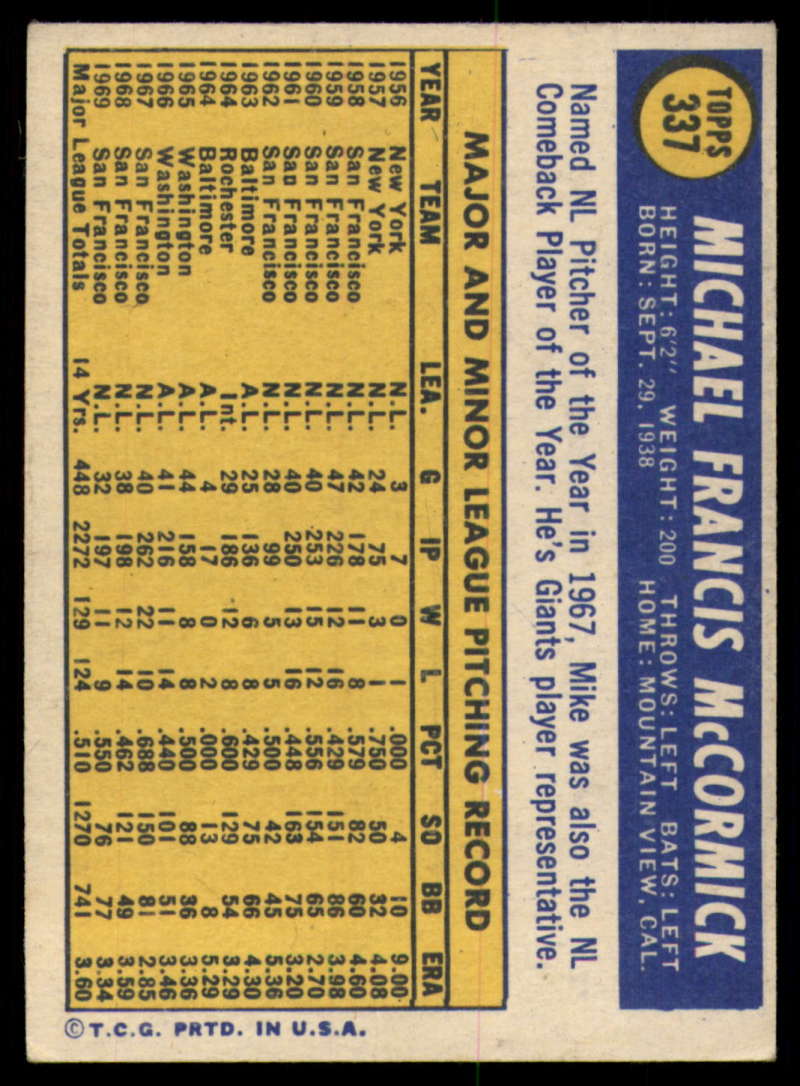 TOPPS
337
MICHAEL FRANCIS McCORMICK
HEIGHT: 6'2" WEIGHT: 200 THROWS: LEFT BATS: LEFT
BORN: SEPT. 29, 1938 HOME: MOUNTAIN VIEW, CAL.
Named NL Pitcher of the Year in 1967, Mike was also the NL
Comeback Player of the Year. He's Giants player representative.
MAJOR AND MINOR LEAGUE PITCHING RECORD
YEAR TEAM LEA. G IP W L PCT SO BB ERA
1956 New York N.L. 3 7 0 1 .000 4 10 9.00
1957 New York N.L. 24 75 3 1 .750 50 32 4.08
1958 San Francisco N.L. 42 178 11 8 .579 82 60 4.60
1959 San Francisco N.L. 47 226 12 16 .429 151 86 3.98
1960 San Francisco N.L. 40 253 15 12 .556 154 65 2.70
1961 San Francisco N.L. 40 250 13 16 .448 163 75 3.20
1962 San Francisco N.L. 28 99 5 5 .500 42 45 5.36
1963 Baltimore A.L. 25 136 6 8 .429 75 66 4.30
1964 Rochester Int. 29 186 12 8 .600 129 54 3.29
1964 Baltimore A.L. 4 17 0 2 .000 13 8 5.29
1965 Washington A.L. 44 158 8 8 .500 88 36 3.36
1966 Washington A.L. 41 216 11 14 .440 101 51 3.46
1967 San Francisco N.L. 40 262 22 10 .688 150 81 2.85
1968 San Francisco N.L. 38 198 12 14 .462 121 49 3.59
1969 San Francisco N.L. 32 197 11 9 .550 76 77 3.34
Major League Totals 14 Yrs. 448 2272 129 124 .510 1270 741 3.60
© T.C.G. PRTD. IN U.S.A.